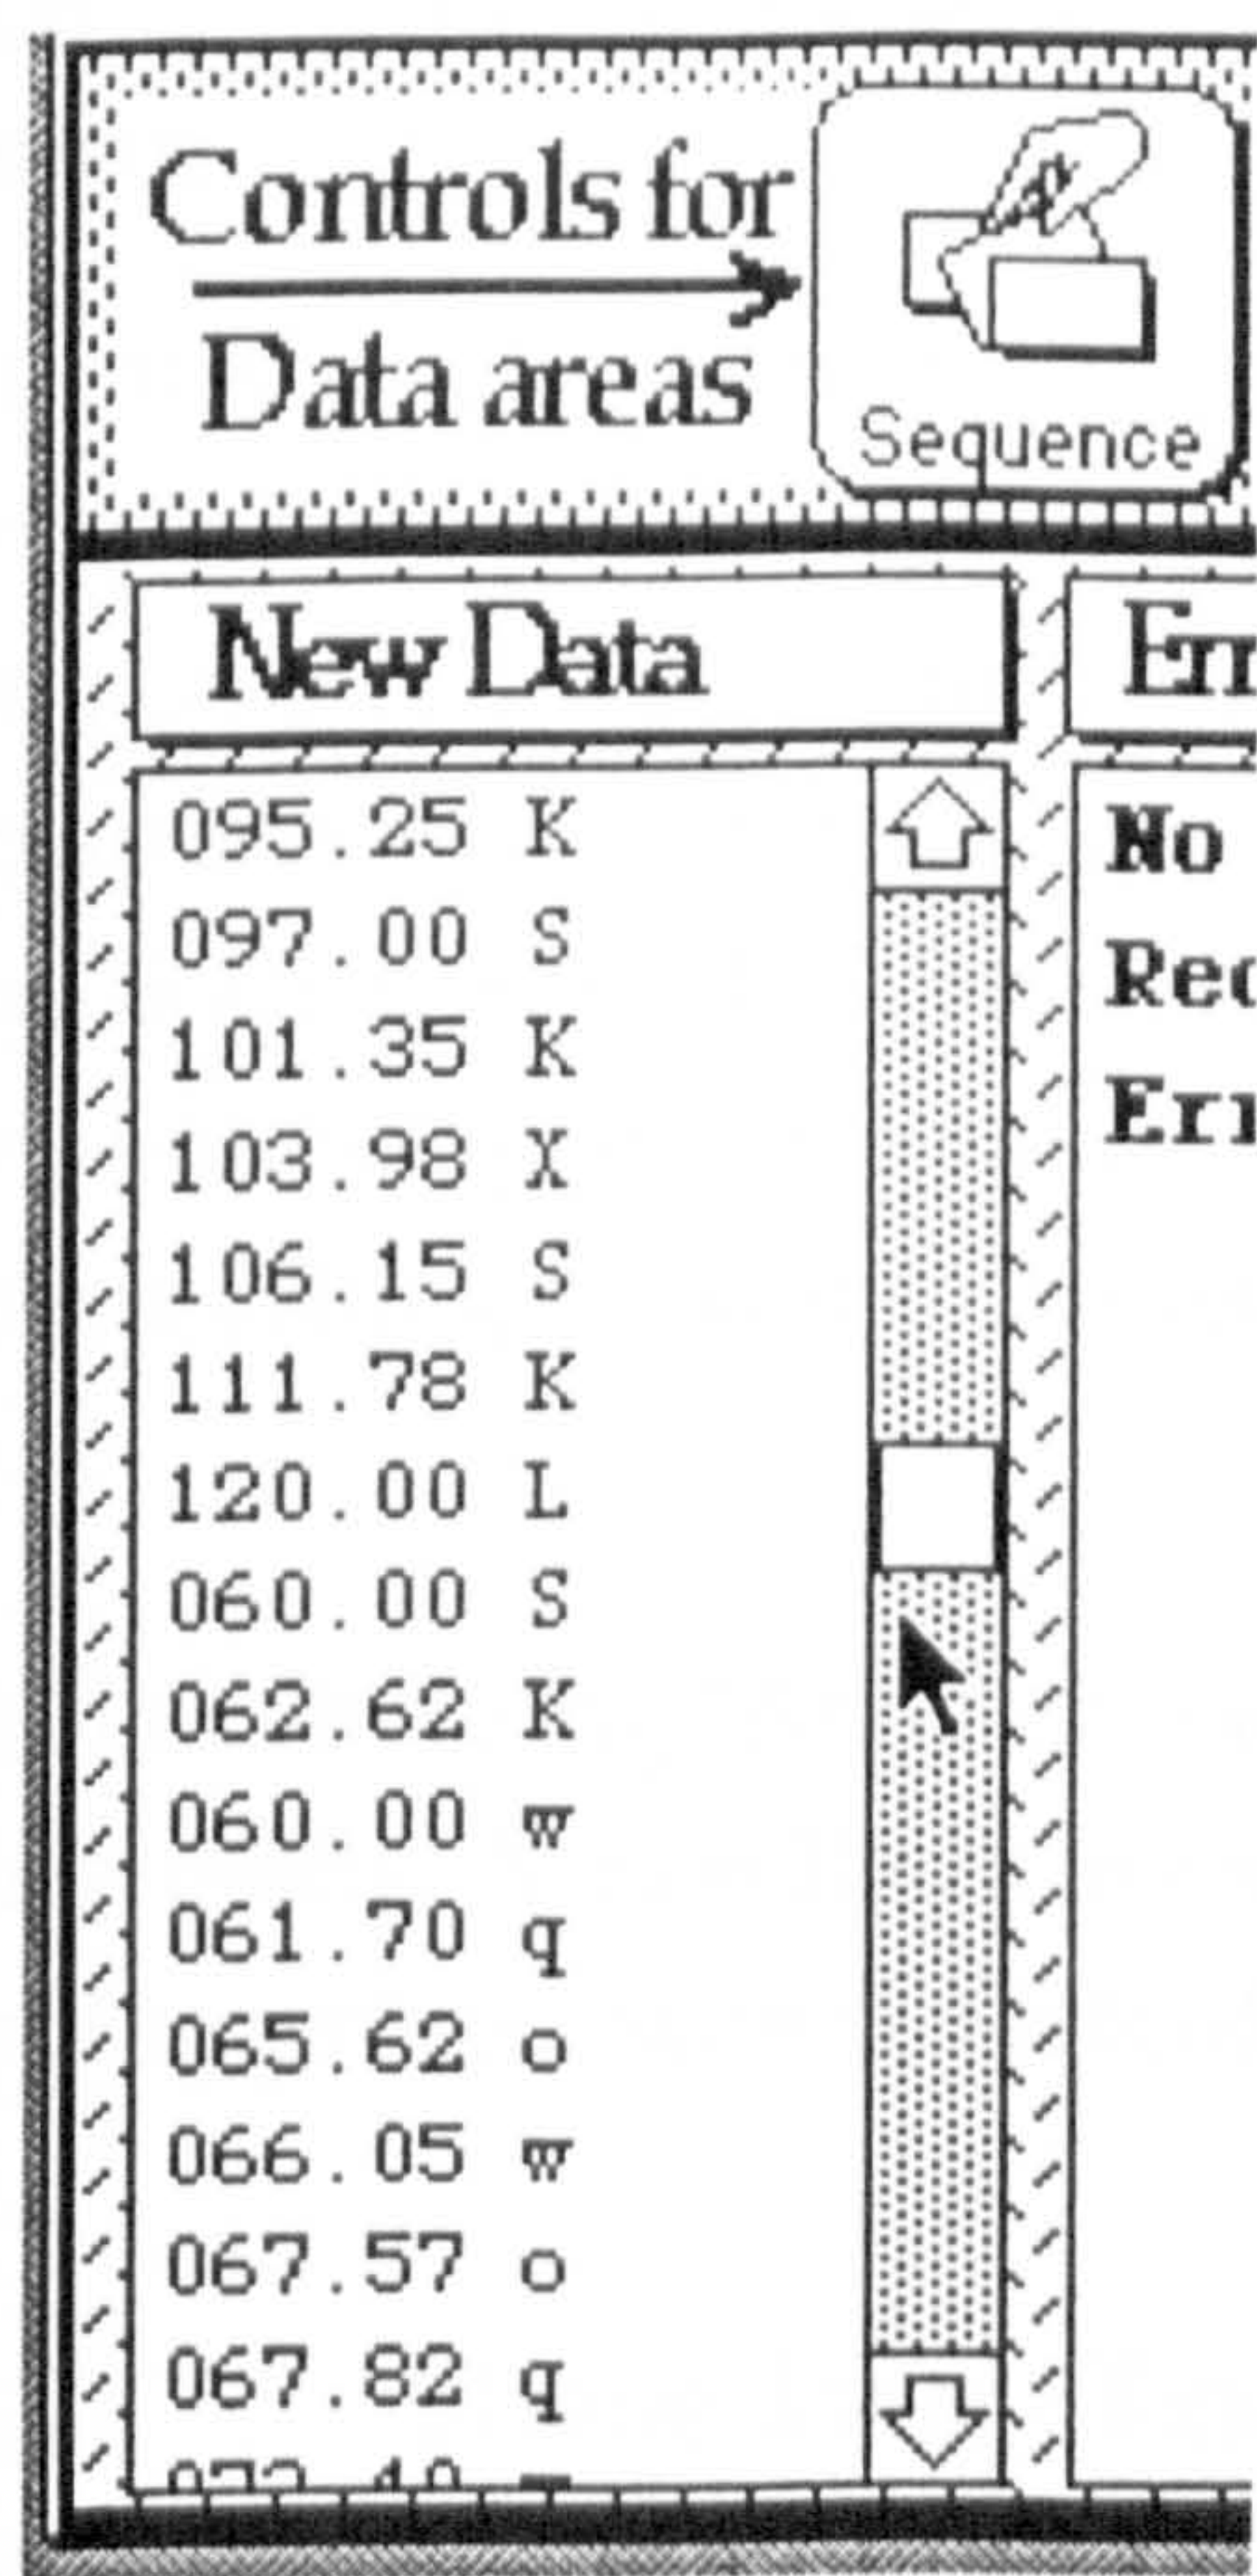 Controls for
Data areas
Sequence
New Data
095.25 K
097.00 S
101.35 K
103.98 X
106.15 S
111.78 K
120.00 L
060.00 S
062.62 K
060.00 w
061.70 q
065.62 o
066.05 w
067.57 o
067.82 q
No